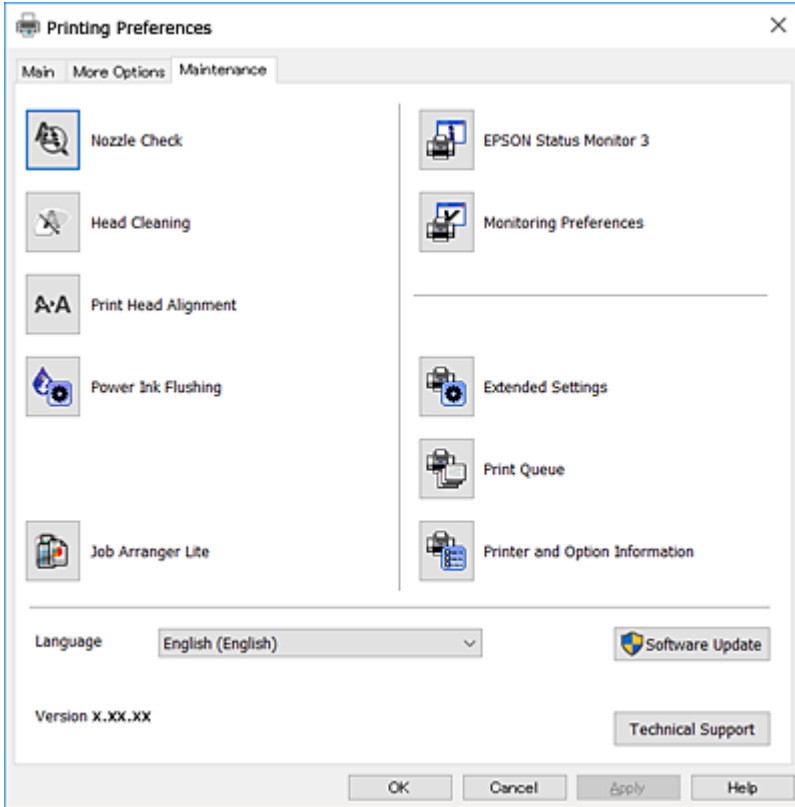 Printing Preferences
Main More Options Maintenance
Nozzle Check
Head Cleaning
A·A Print Head Alignment
Power Ink Flushing
Job Arranger Lite
EPSON Status Monitor 3
Monitoring Preferences
Extended Settings
Print Queue
Printer and Option Information
Language English (English) Software Update
Version X.XX.XX
Technical Support
OK Cancel Apply Help